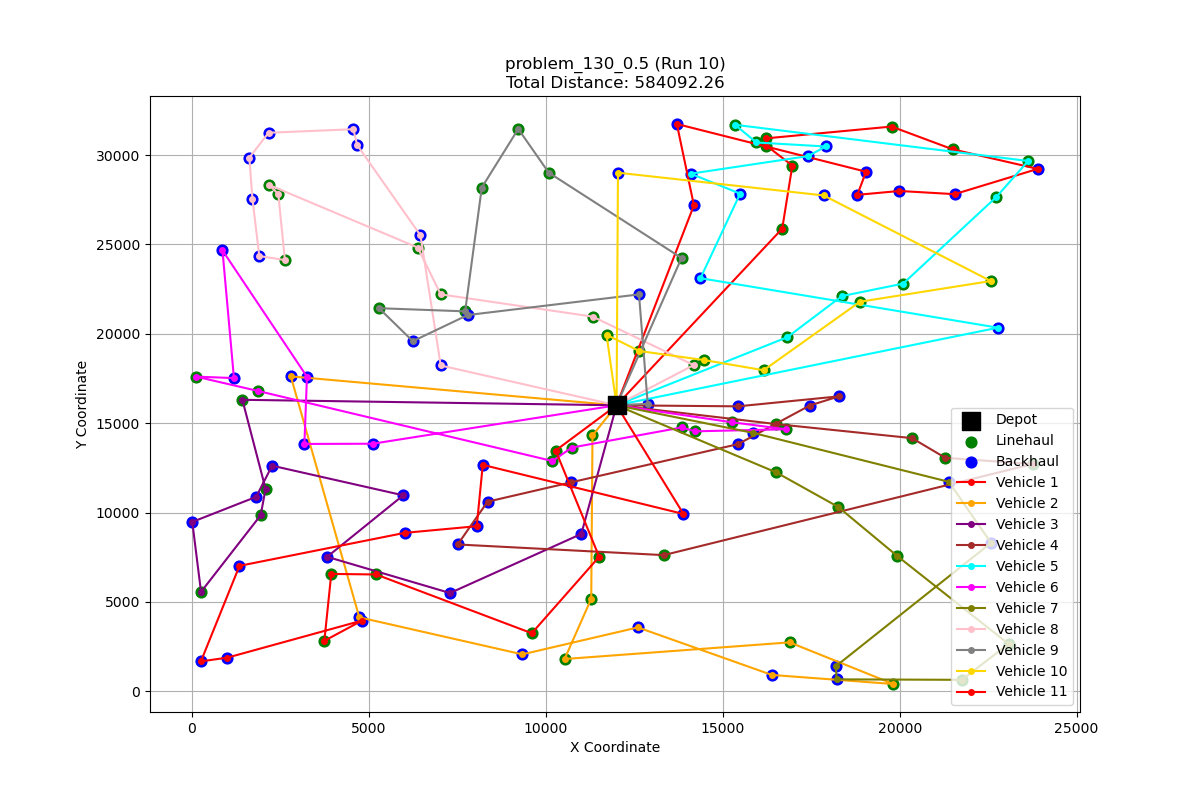 problem_130_0.5 (Run 10)
Total Distance: 584092.26
Y Coordinate
30000
25000
20000
15000
10000
5000
0
0
5000
10000
15000
20000
25000
X Coordinate
Depot
Linehaul
Backhaul
Vehicle 1
Vehicle 2
Vehicle 3
Vehicle 4
Vehicle 5
Vehicle 6
Vehicle 7
Vehicle 8
Vehicle 9
Vehicle 10
Vehicle 11